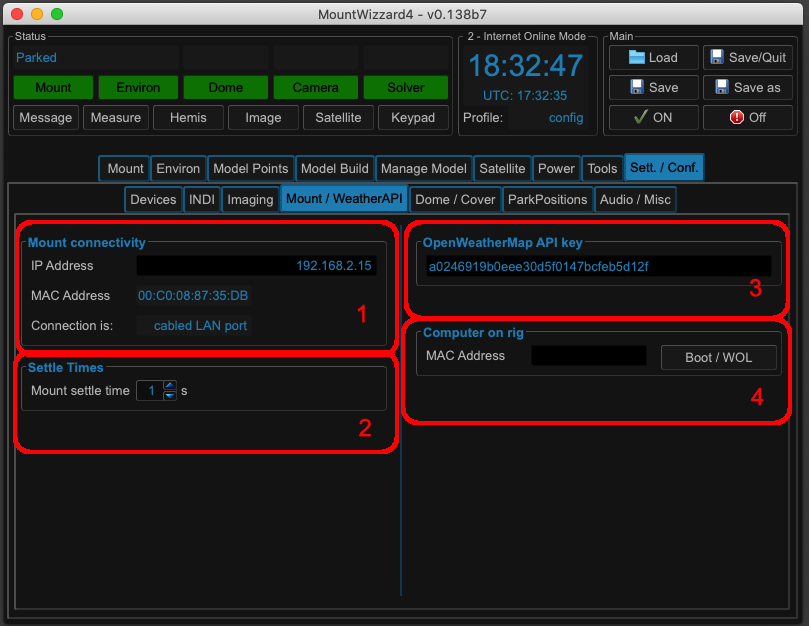 MountWizzard4 - v0.138b7
Status
Parked
Mount Environ Dome Camera Solver
Message Measure Hemis Image Satellite Keypad
2 - Internet Online Mode
18:32:47
UTC: 17:32:35
Profile: config
Main
Load Save/Quit
Save Save as
ON Off
Mount Environ Model Points Model Build Manage Model Satellite Power Tools Sett. / Conf.
Devices INDI Imaging Mount / WeatherAPI Dome / Cover ParkPositions Audio / Misc
Mount connectivity
IP Address 192.168.2.15
MAC Address 00:C0:08:87:35:DB
Connection is: cabled LAN port
1
Settle Times
Mount settle time 1 s
2
OpenWeatherMap API key
a0246919b0eee30d5f0147bcfeb5d12f
3
Computer on rig
MAC Address Boot / WOL
4